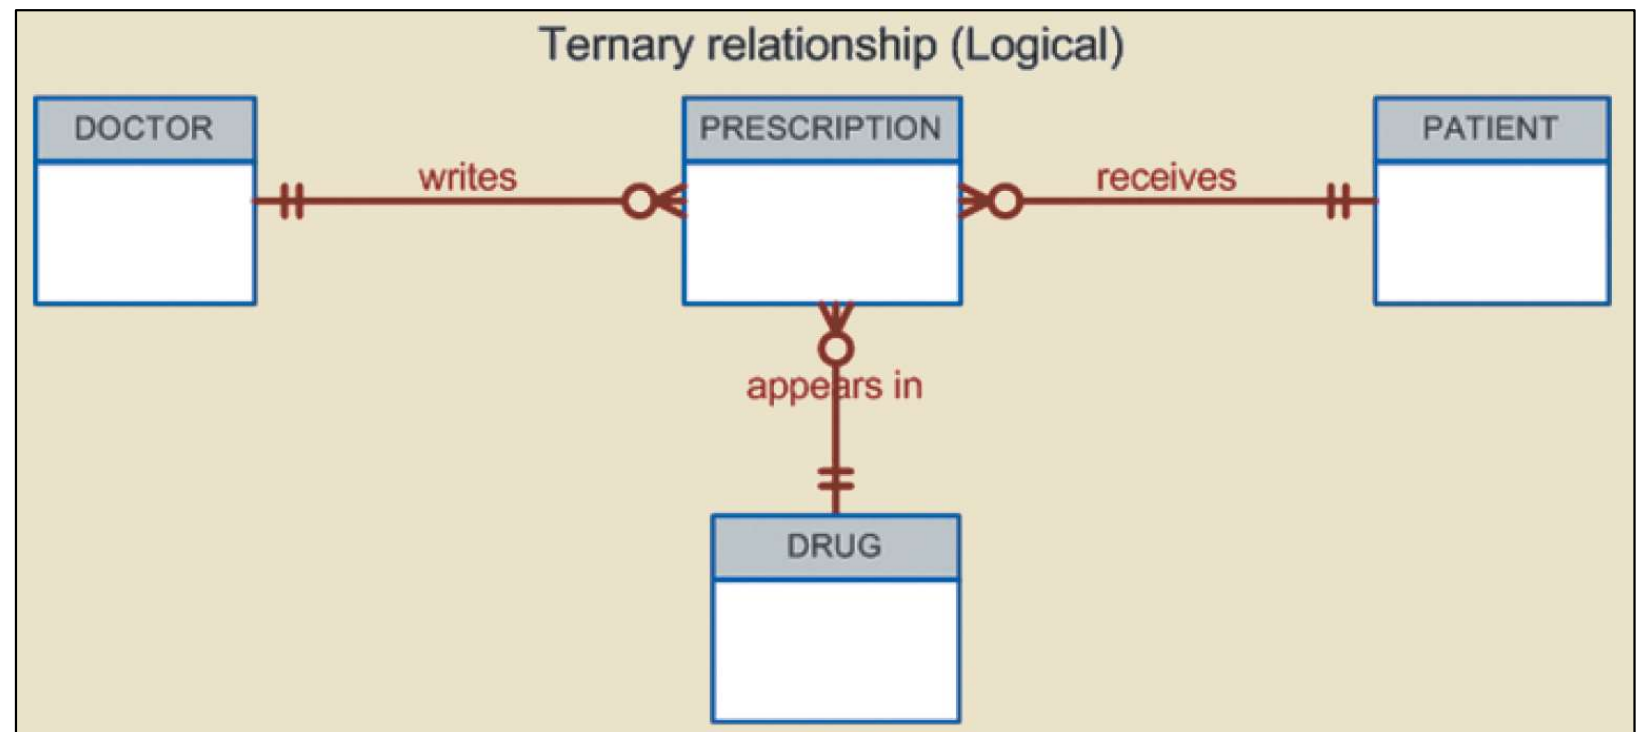 Ternary relationship (Logical)
DOCTOR
PRESCRIPTION
PATIENT
writes
receives
appears in
DRUG